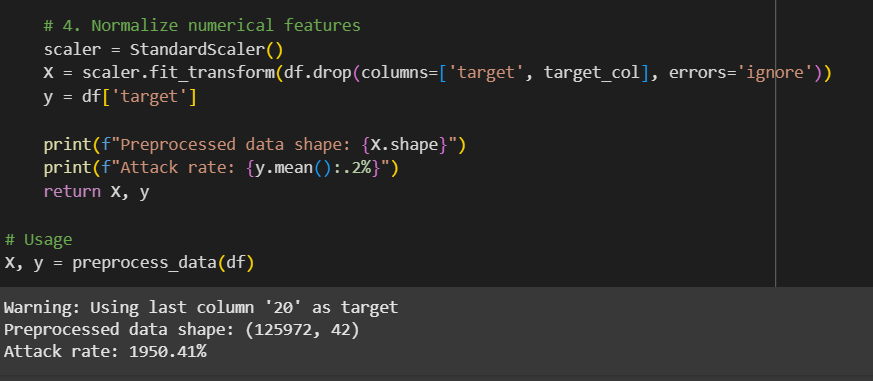 # 4. Normalize numerical features
scaler = StandardScaler()
X = scaler.fit_transform(df.drop(columns=['target', target_col], errors='ignore'))
y = df['target']
print(f"Preprocessed data shape: {X.shape}")
print(f"Attack rate: {y.mean():.2%}")
return X, y
# Usage
X, y = preprocess_data(df)
Warning: Using last column '20' as target
Preprocessed data shape: (125972, 42)
Attack rate: 1950.41%